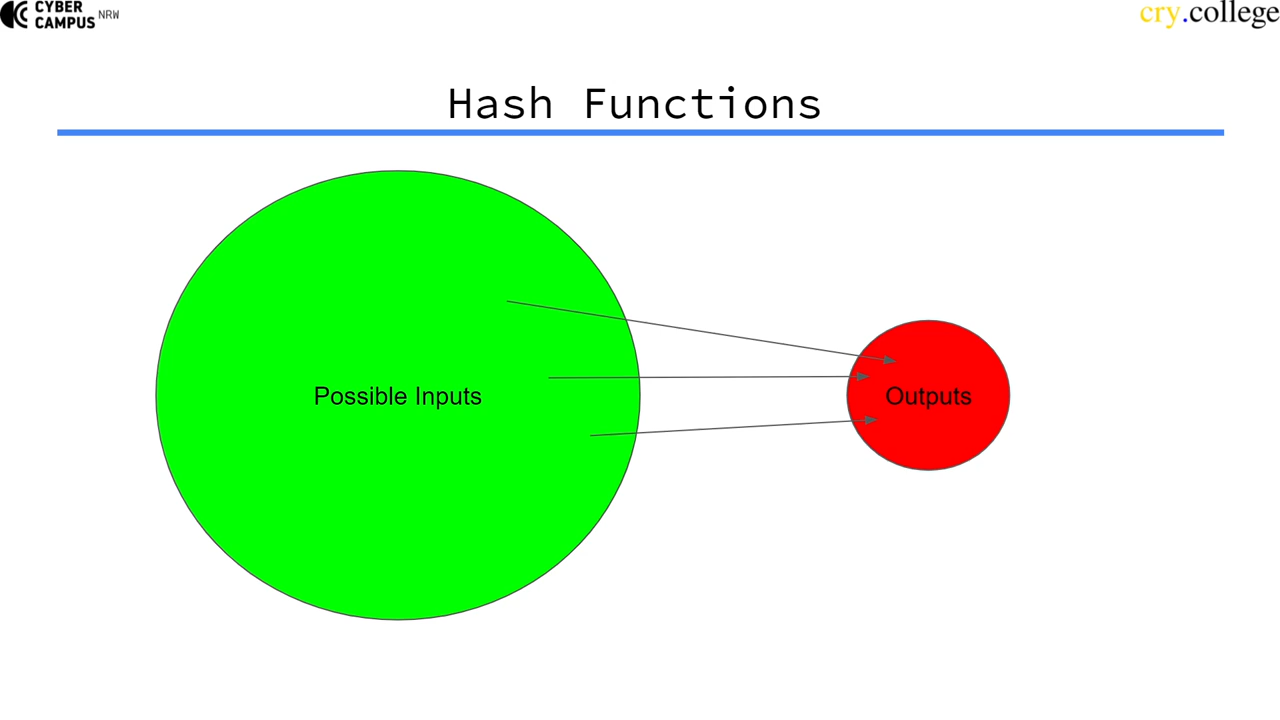 CYBER
CAMPUS NRW
cry.college
Hash Functions
Possible Inputs
Outputs